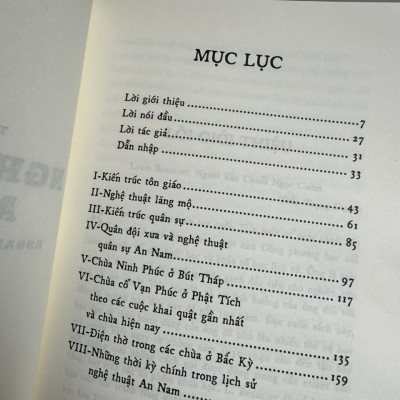 MỤC LỤC
Lời giới thiệu 7
Lời nói đầu 27
Lời tác giả 31
Dẫn nhập 33
I-Kiến trúc tôn giáo 43
II-Nghệ thuật lăng mộ 61
III-Kiến trúc quân sự 85
IV-Quân đội xưa và nghệ thuật
quân sự An Nam 97
V-Chùa Ninh Phúc ở Bút Tháp 117
VI-Chùa cổ Vạn Phúc ở Phật Tích
theo các cuộc khai quật gần nhất
và chùa hiện nay 135
VII-Điện thờ trong các chùa ở Bắc Kỳ 159
VIII-Những thời kỳ chính trong lịch sử
nghệ thuật An Nam